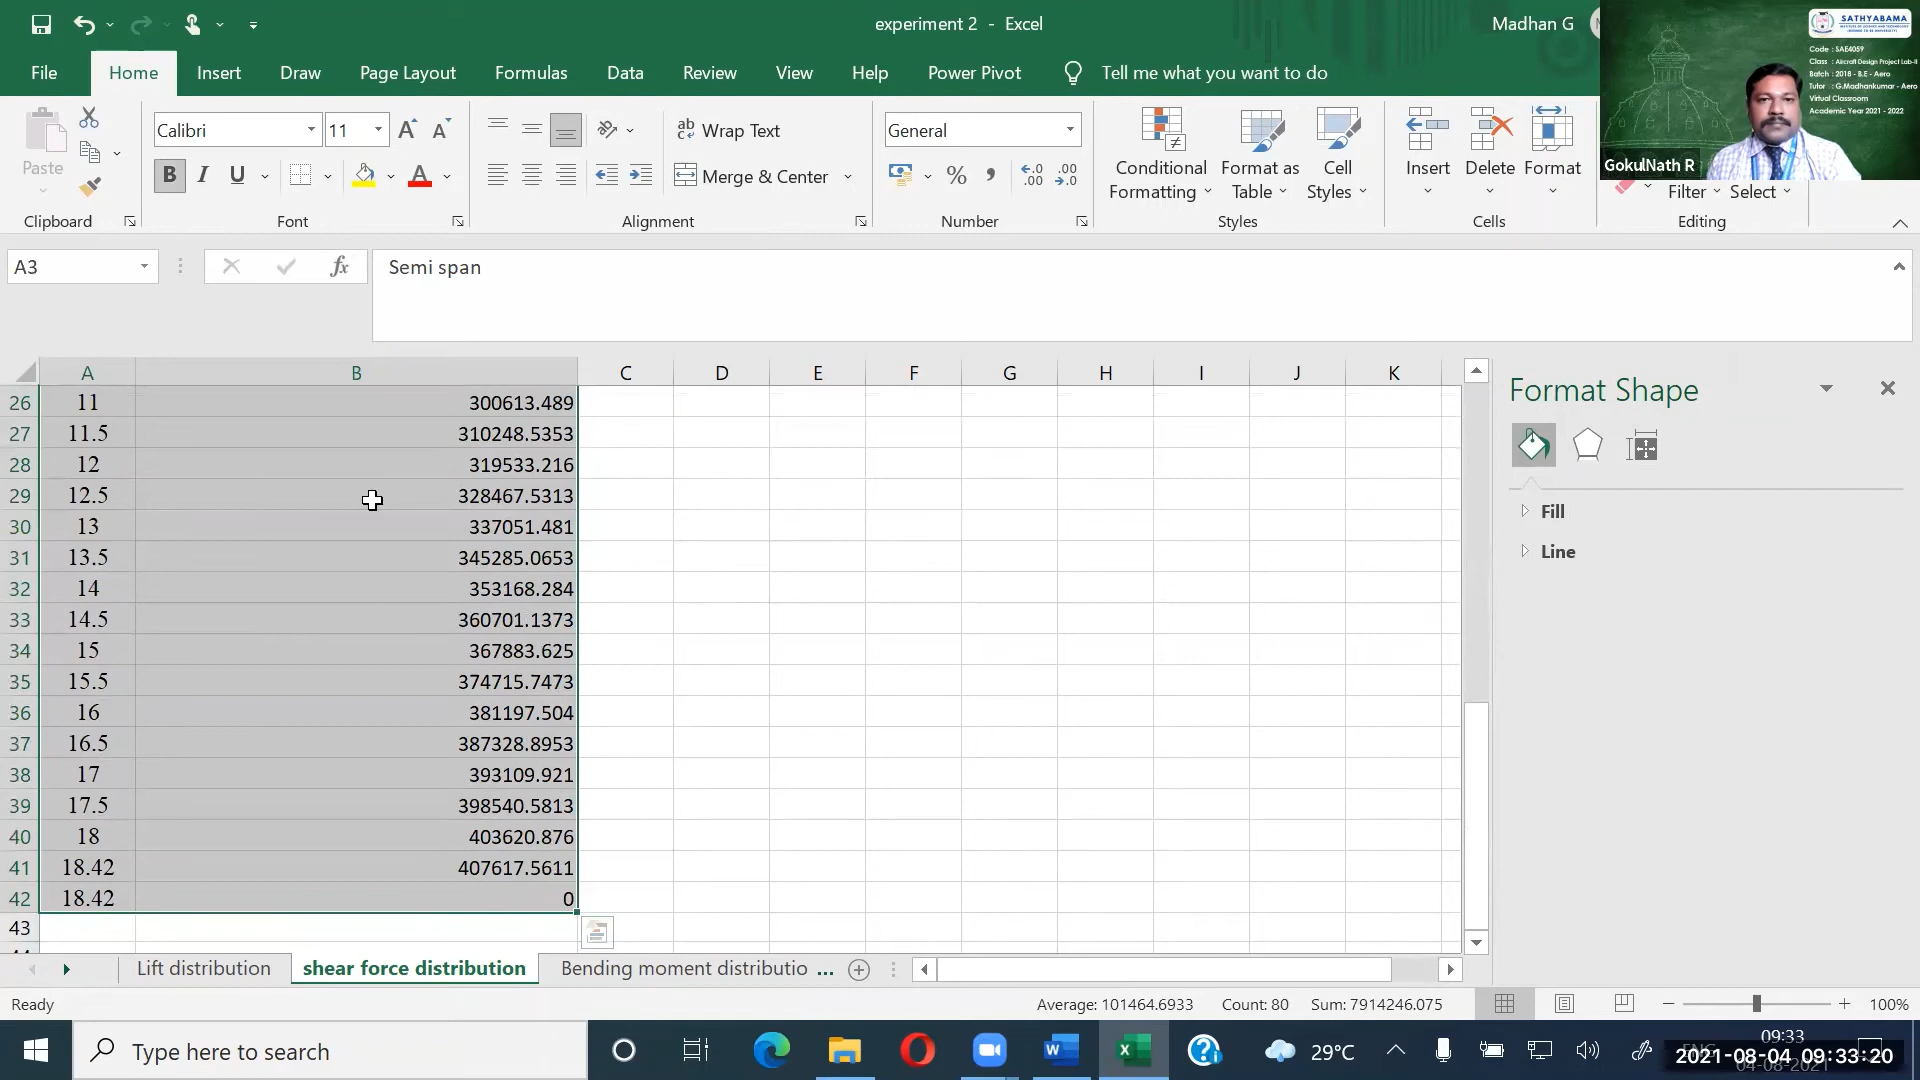 experiment 2 - Excel
Madhan G
SATHYABAMA
Code : SAE4059
Class : Aircraft Design Project Lab-II
Batch : 2018 - B.E - Aero
Tutor : G.Madhankumar - Aero
Virtual Classroom
Academic Year 2021 - 2022
GokulNath R
File Home Insert Draw Page Layout Formulas Data Review View Help Power Pivot Tell me what you want to do
Paste
Calibri 11
B I U A
Wrap Text
Merge & Center
General
%
Conditional Formatting
Format as Table
Cell Styles
Insert Delete Format
Filter Select
Clipboard Font Alignment Number Styles Cells Editing
A3 fx Semi span
Format Shape
Fill
Line
A B C D E F G H I J K
26 11 300613.489
27 11.5 310248.5353
28 12 319533.216
29 12.5 328467.5313
30 13 337051.481
31 13.5 345285.0653
32 14 353168.284
33 14.5 360701.1373
34 15 367883.625
35 15.5 374715.7473
36 16 381197.504
37 16.5 387328.8953
38 17 393109.921
39 17.5 398540.5813
40 18 403620.876
41 18.42 407617.5611
42 18.42 0
43
Lift distribution shear force distribution Bending moment distributio ...
Ready Average: 101464.6933 Count: 80 Sum: 7914246.075 100%
Type here to search
29°C
09:33
2021-08-04 09:33:20
04-08-2021